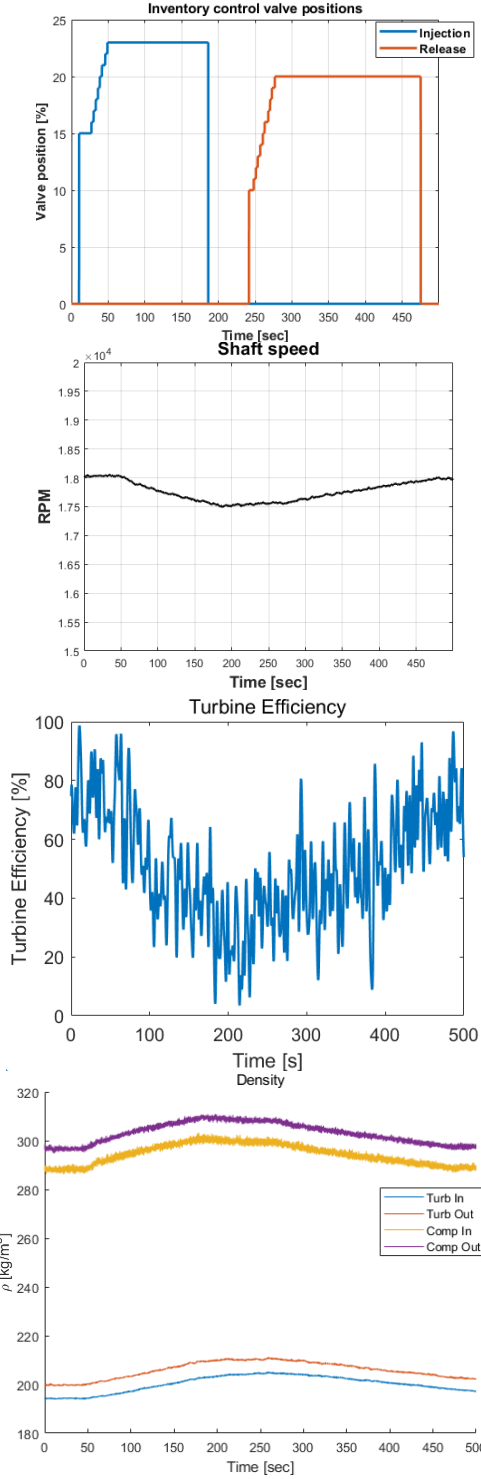 Inventory control valve positions
25
20
15
10
5
0
Valve position [%]
Injection
Release
0 50 100 150 200 250 300 350 400 450
Time [sec]
Shaft speed
× 10⁴
2
1.95
1.9
1.85
1.8
1.75
1.7
1.65
1.6
1.55
1.5
RPM
0 50 100 150 200 250 300 350 400 450
Time [sec]
Turbine Efficiency
100
80
60
40
20
0
Turbine Efficiency [%]
0 100 200 300 400 500
Time [s]
Density
320
300
280
260
240
220
200
180
ρ [kg/m³]
Turb In
Turb Out
Comp In
Comp Out
0 50 100 150 200 250 300 350 400 450 500
Time [sec]